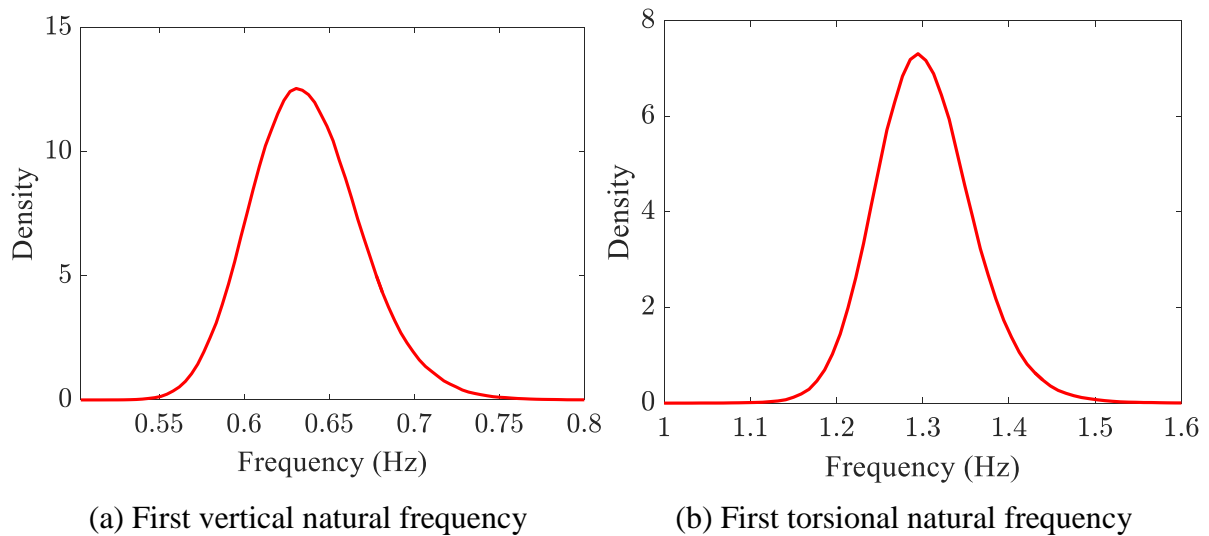 15
10
5
0
Density
0.55 0.6 0.65 0.7 0.75 0.8
Frequency (Hz)
(a) First vertical natural frequency
8
6
4
2
0
Density
1 1.1 1.2 1.3 1.4 1.5 1.6
Frequency (Hz)
(b) First torsional natural frequency